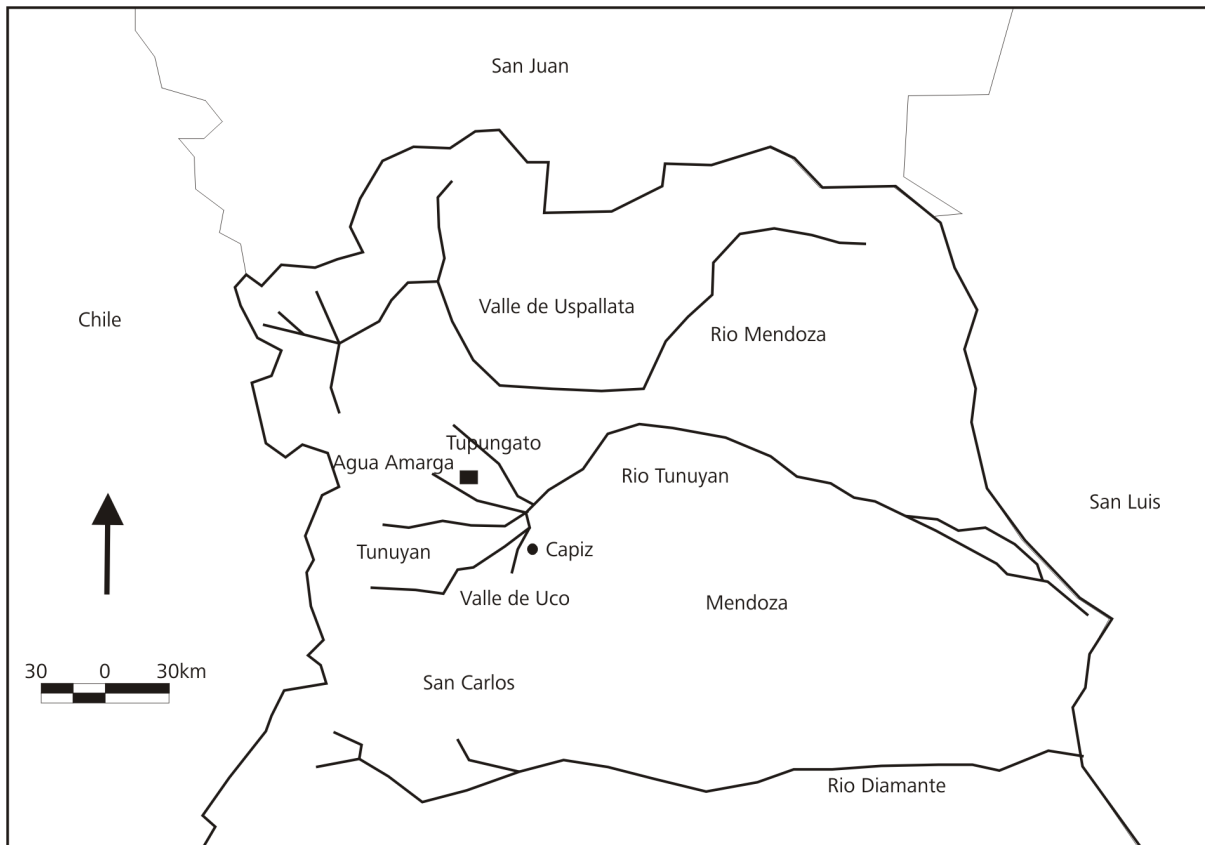 San Juan
Chile
Valle de Uspallata
Rio Mendoza
Tupungato
Agua Amarga
Rio Tunuyan
San Luis
Tunuyan
Capiz
Valle de Uco
Mendoza
30 0 30km
San Carlos
Rio Diamante